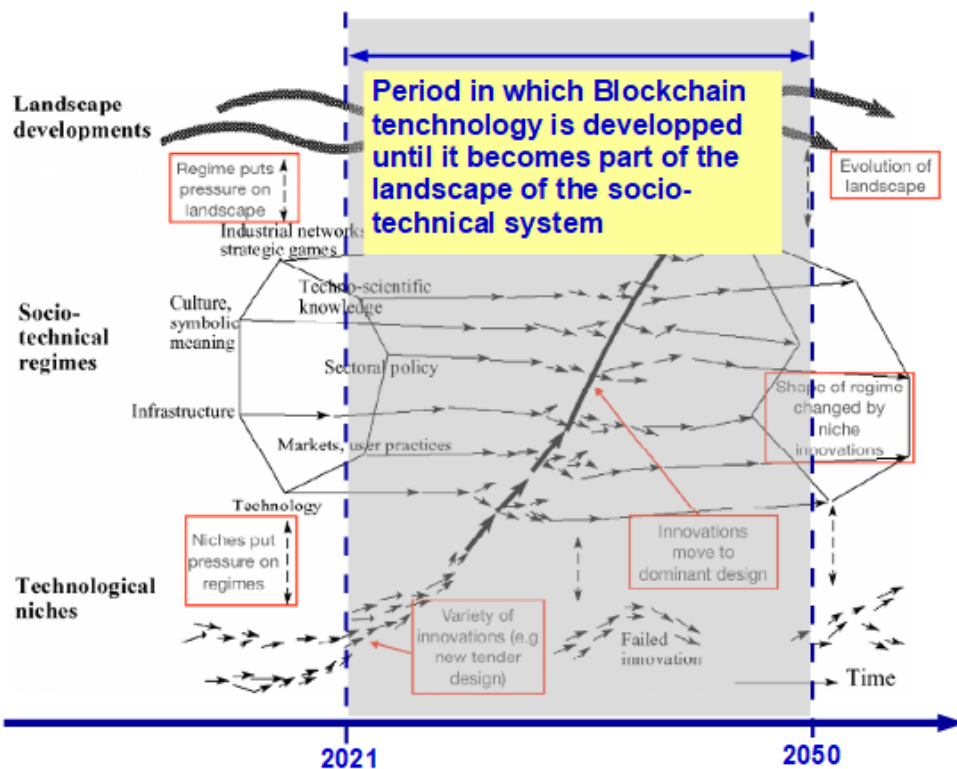 Landscape
developments
Period in which Blockchain
tenchnology is developped
until it becomes part of the
landscape of the socio-
technical system
Regime puts
pressure on
landscape
Evolution of
landscape
Industrial networks
strategic games
Techno-scientific
knowledge
Culture,
symbolic
meaning
Socio-
technical
regimes
Sectoral policy
Infrastructure
Markets, user practices
Technology
Shape of regime
changed by
niche
innovations
Niches put
pressure on
regimes
Innovations
move to
dominant design
Technological
niches
Variety of
innovations (e.g
new tender
design)
Failed
innovation
Time
2021
2050